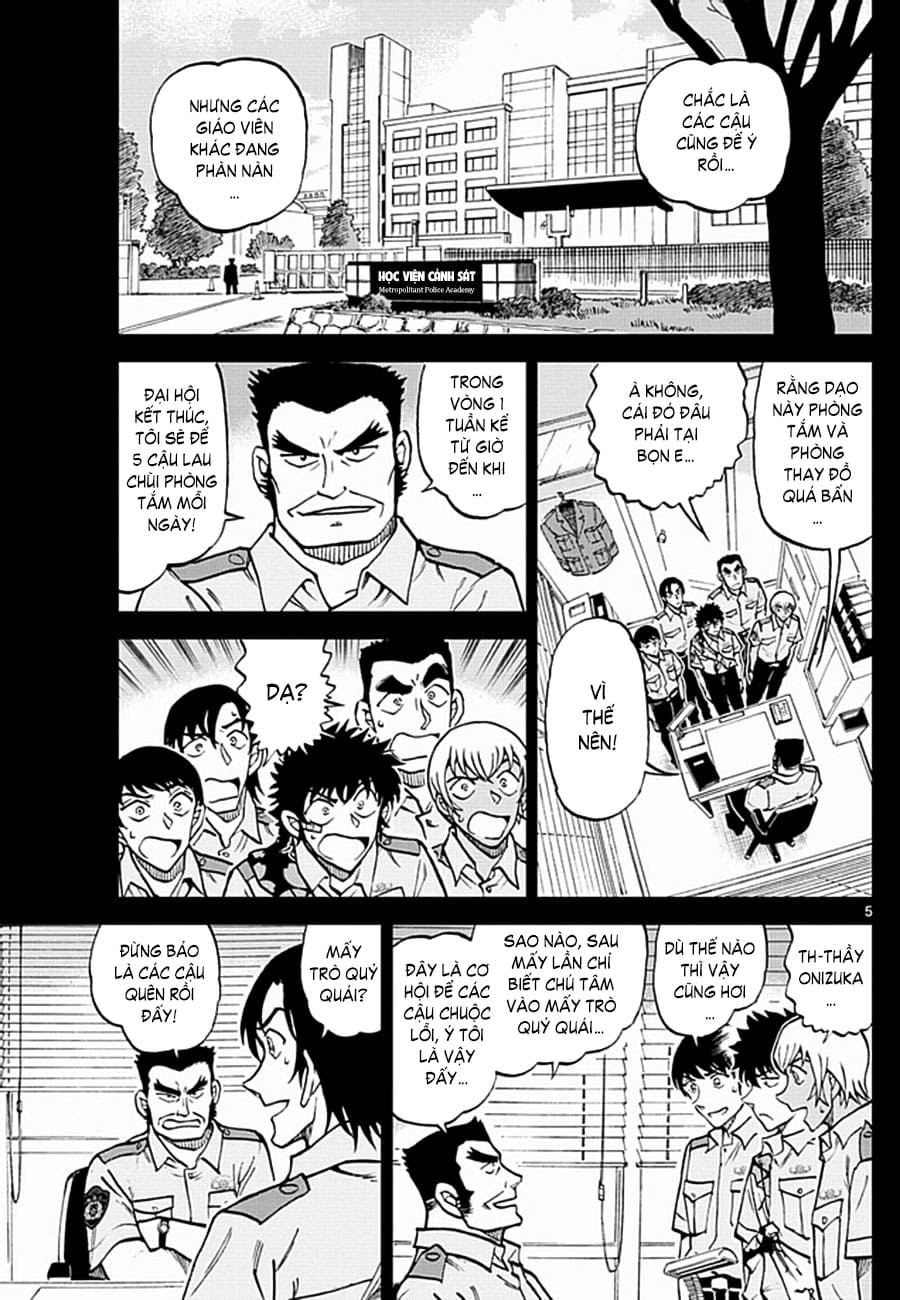 CHẮC LÀ
CÁC CẬU
CŨNG ĐỂ Ý
RỒI...
NHƯNG CÁC
GIÁO VIÊN
KHÁC ĐANG
PHÀN NÀN
...
HỌC VIỆN CẢNH SÁT
Metropolitant Police Academy
RẰNG DẠO
NÀY PHÒNG
TẮM VÀ
PHÒNG
THAY ĐỒ
QUÁ BẨN
...
À KHÔNG,
CÁI ĐÓ ĐÂU
PHẢI TẠI
BỌN E...
VÌ
THẾ
NÊN!
TRONG
VÒNG 1
TUẦN KỂ
TỪ GIỜ
ĐẾN KHI
...
ĐẠI HỘI
KẾT THÚC,
TÔI SẼ ĐỂ
5 CẬU LAU
CHÙI PHÒNG
TẮM MỖI
NGÀY!
DẠ?
5
TH-THẦY
ONIZUKA
...
DÙ THẾ NÀO
THÌ VẬY
CŨNG HƠI
...
SAO NÀO, SAU
MẤY LẦN CHỈ
BIẾT CHÚ TÂM
VÀO MẤY TRÒ
QUỶ QUÁI...
ĐÂY LÀ CƠ
HỘI ĐỂ CÁC
CẬU CHUỘC
LỖI, Ý TÔI
LÀ VẬY
ĐẤY...
MẤY
TRÒ QUỶ
QUÁI?
ĐỪNG BẢO
LÀ CÁC CẬU
QUÊN RỒI
ĐẤY!